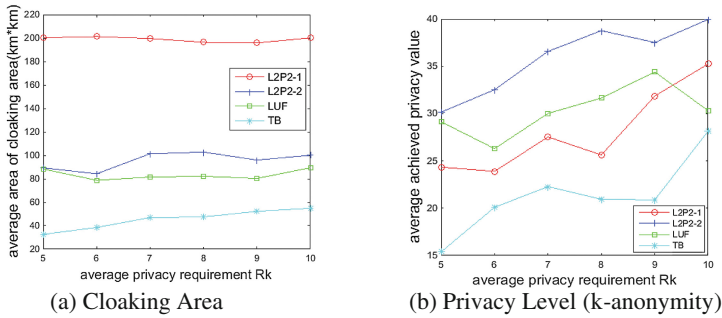 220
200
180
160
140
120
100
80
60
40
20
average area of cloaking area(km*km)
L2P2-1
L2P2-2
LUF
TB
5 6 7 8 9 10
average privacy requirement Rk
(a) Cloaking Area
40
35
30
25
20
15
average achieved privacy value
L2P2-1
L2P2-2
LUF
TB
5 6 7 8 9 10
average privacy requirement Rk
(b) Privacy Level (k-anonymity)